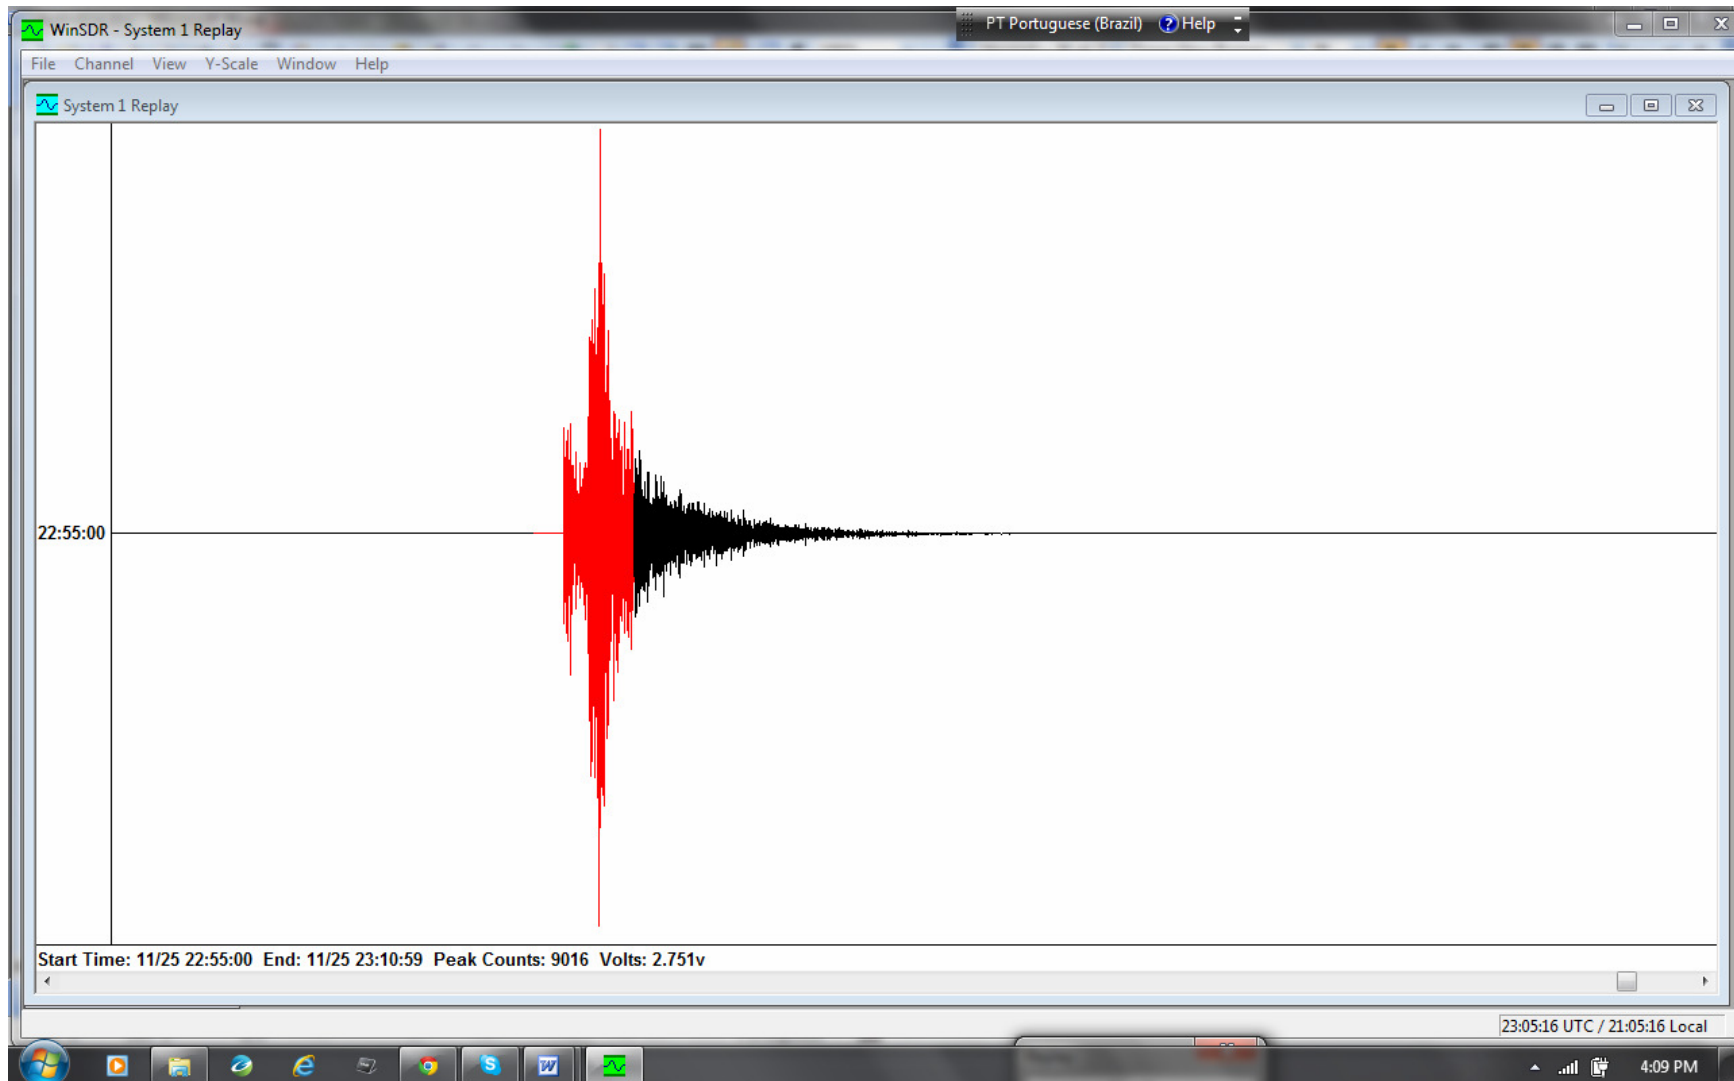 WinSDR - System 1 Replay
PT Portuguese (Brazil) Help
File Channel View Y-Scale Window Help
System 1 Replay
22:55:00
Start Time: 11/25 22:55:00 End: 11/25 23:10:59 Peak Counts: 9016 Volts: 2.751v
23:05:16 UTC / 21:05:16 Local
4:09 PM